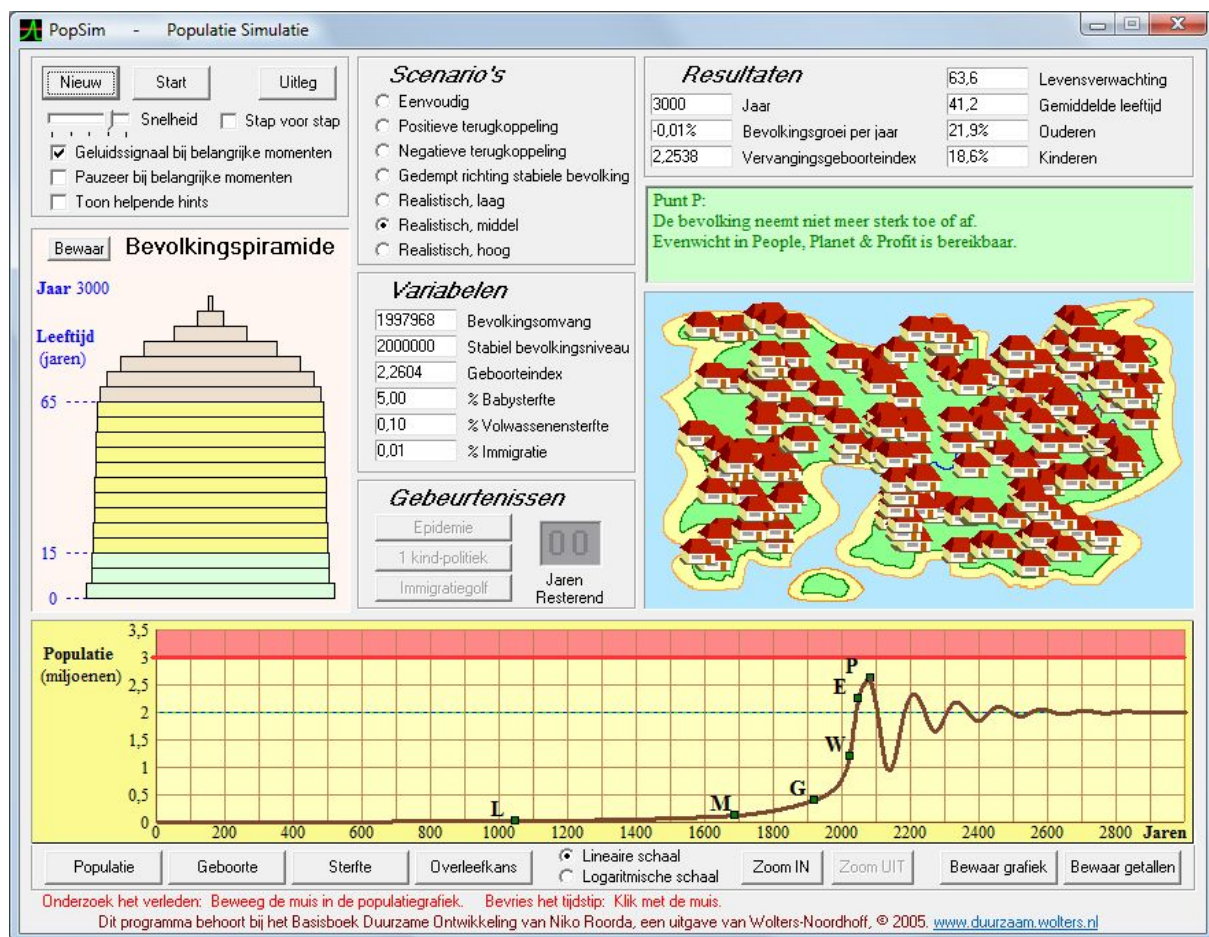 PopSim - Populatie Simulatie
Nieuw Start Uitleg
Snelheid Stap voor stap
Geluidssignaal bij belangrijke momenten
Pauzeer bij belangrijke momenten
Toon helpende hints
Bewaar Bevolkingspiramide
Jaar 3000
Leeftijd
(jaren)
65
15
0
Scenario's
Eenvoudig
Positieve terugkoppeling
Negatieve terugkoppeling
Gedempt richting stabiele bevolking
Realistisch, laag
Realistisch, middel
Realistisch, hoog
Variabelen
1997968 Bevolkingsomvang
2000000 Stabiel bevolkingsniveau
2,2604 Geboorteindex
5,00 % Babysterfte
0,10 % Volwassenensterfte
0,01 % Immigratie
Gebeurtenissen
Epidemie
1 kind-politiek
Immigratiegolf
00
Jaren
Resterend
Resultaten
3000 Jaar
-0,01% Bevolkingsgroei per jaar
2,2538 Vervangingsgeboorteindex
63,6 Levensverwachting
41,2 Gemiddelde leeftijd
21,9% Ouderen
18,6% Kinderen
Punt P:
De bevolking neemt niet meer sterk toe of af.
Evenwicht in People, Planet & Profit is bereikbaar.
Populatie
(miljoenen)
3,5
3
2,5
2
1,5
1
0,5
0
L M G W E P
0 200 400 600 800 1000 1200 1400 1600 1800 2000 2200 2400 2600 2800 Jaren
Populatie Geboorte Sterfte Overleefkans
Lineaire schaal
Logaritmische schaal
Zoom IN Zoom UIT Bewaar grafiek Bewaar getallen
Onderzoek het verleden: Beweeg de muis in de populatiegrafiek. Bevries het tijdstip: Klik met de muis.
Dit programma behoort bij het Basisboek Duurzame Ontwikkeling van Niko Roorda, een uitgave van Wolters-Noordhoff, © 2005. www.duurzaam.wolters.nl